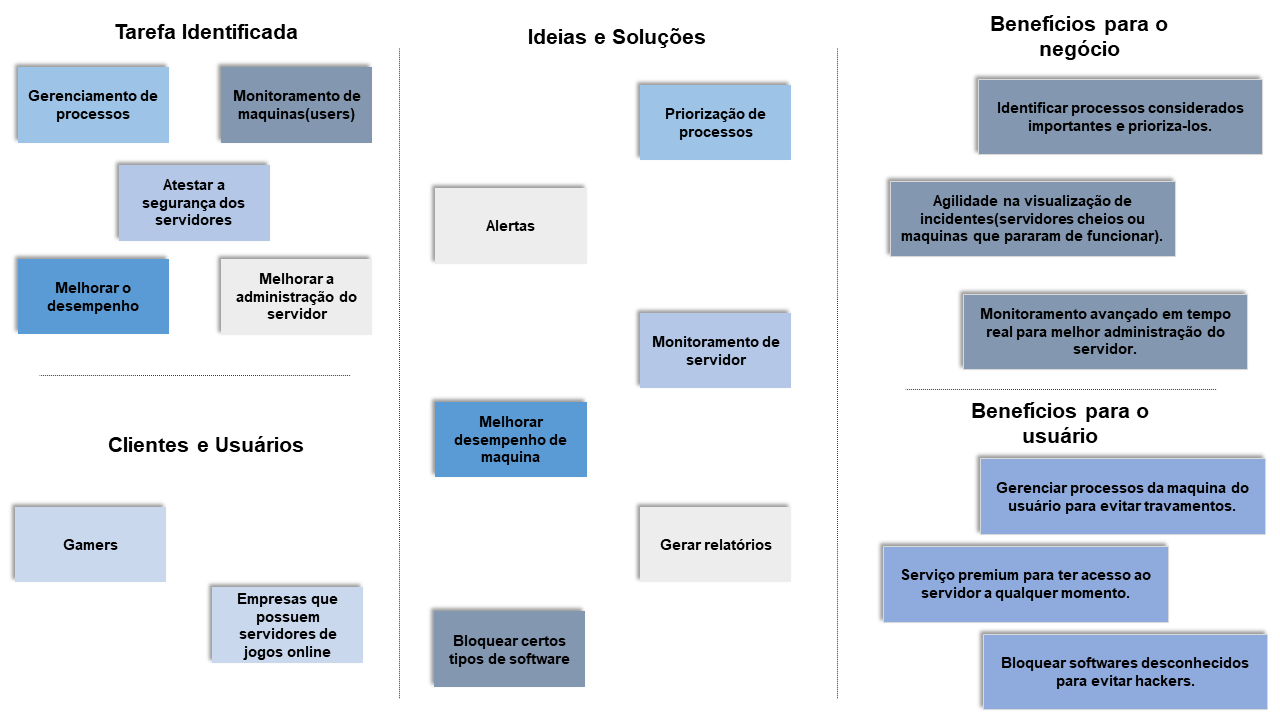 Tarefa Identificada
Gerenciamento de
processos
Monitoramento de
maquinas(users)
Atestar a
segurança dos
servidores
Melhorar o
desempenho
Melhorar a
administração do
servidor
Clientes e Usuários
Gamers
Empresas que
possuem
servidores de
jogos online
Ideias e Soluções
Priorização de
processos
Alertas
Monitoramento de
servidor
Melhorar
desempenho de
maquina
Gerar relatórios
Bloquear certos
tipos de software
Benefícios para o
negócio
Identificar processos considerados
importantes e prioriza-los.
Agilidade na visualização de
incidentes(servidores cheios ou
maquinas que pararam de funcionar).
Monitoramento avançado em tempo
real para melhor administração do
servidor.
Benefícios para o
usuário
Gerenciar processos da maquina do
usuário para evitar travamentos.
Serviço premium para ter acesso ao
servidor a qualquer momento.
Bloquear softwares desconhecidos
para evitar hackers.